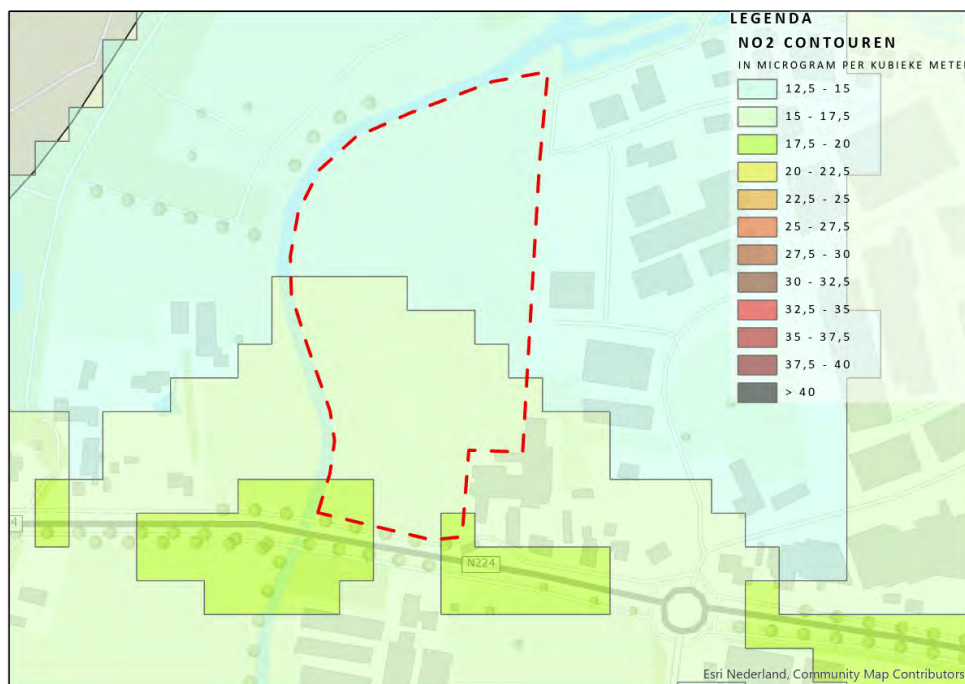 LEGENDA
NO2 CONTOUREN
IN MICROGRAM PER KUBIEKE METE
12,5 - 15
15 - 17,5
17,5 - 20
20 - 22,5
22,5 - 25
25 - 27,5
27,5 - 30
30 - 32,5
32,5 - 35
35 - 37,5
37,5 - 40
> 40
4
N224
Esri Nederland, Community Map Contributors